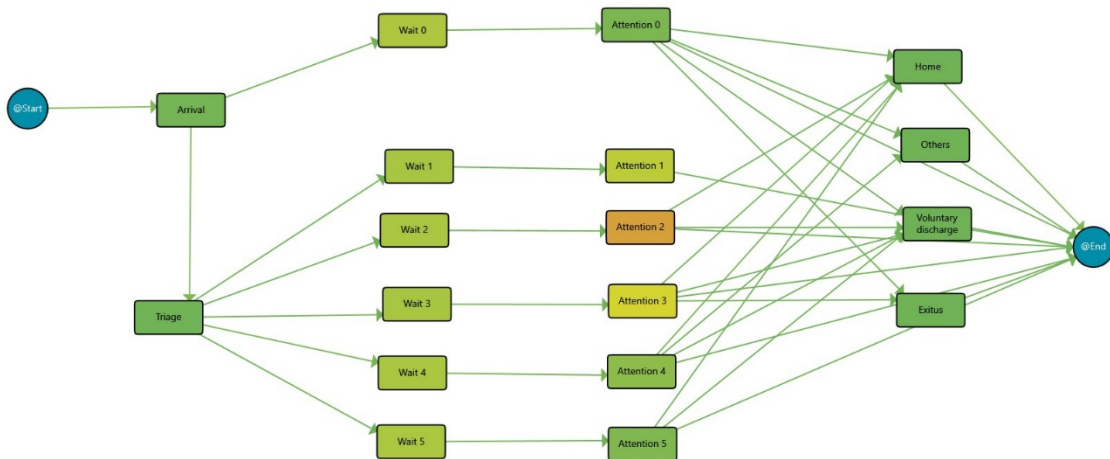 Wait 0
Attention 0
Home
@Start
Arrival
Others
Wait 1
Attention 1
Wait 2
Attention 2
Voluntary
discharge
@End
Wait 3
Attention 3
Exitus
Triage
Wait 4
Attention 4
Wait 5
Attention 5